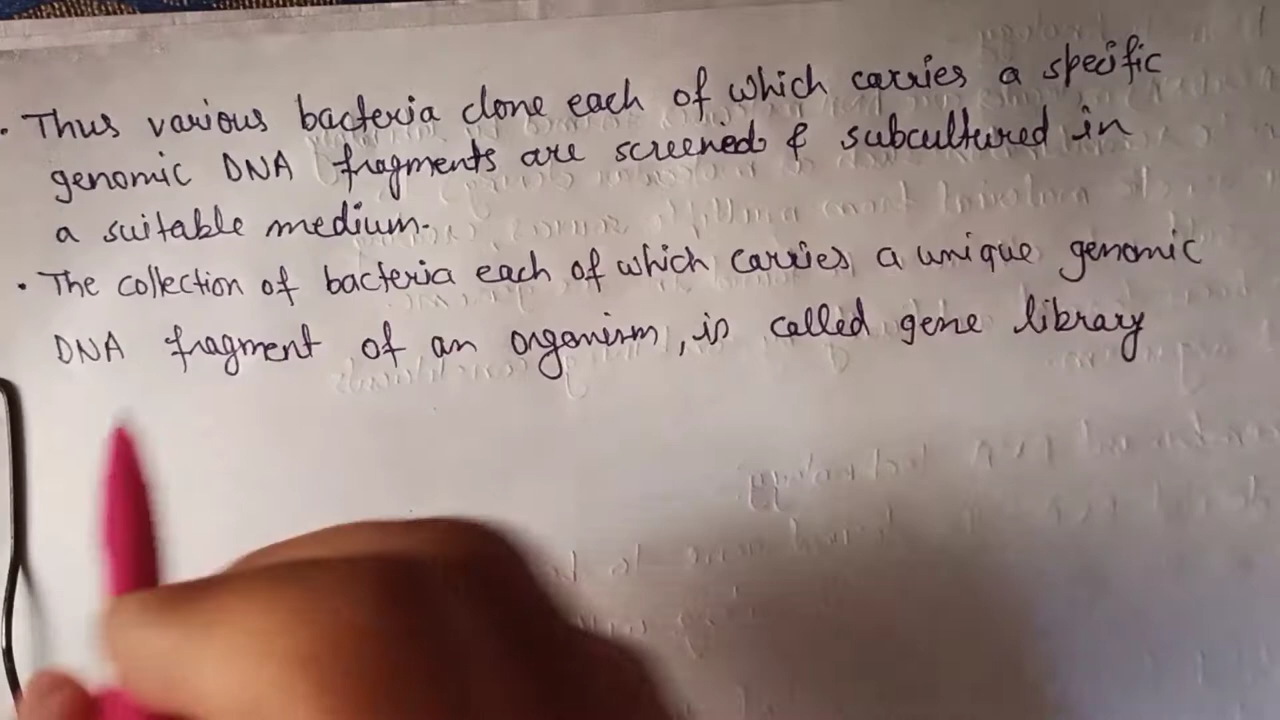 • Thus various bacteria clone each of which carries a specific
genomic DNA fragments are screened & subcultured in
a suitable medium.
• The collection of bacteria each of which carries a unique genomic
DNA fragment of an organism, is called gene library